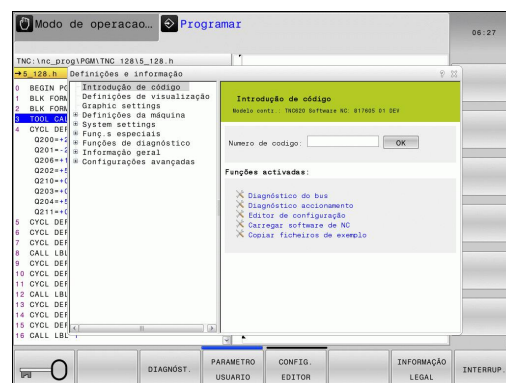 Modo de operacao... Programar
06:27
TNC:\nc_prog\PGM\TNC 128\5_128.h
→5_128.h
Definições e informação
0 BEGIN PG
1 BLK FORM
2 BLK FORM
3 TOOL CAL
4 CYCL DEF
Q200=+2
Q201=-2
Q206=+1
Q202=+5
Q210=+0
Q203=+0
Q204=+5
Q211=+0
5 CYCL DEF
6 CYCL DEF
7 CYCL DEF
8 CALL LBL
9 CYCL DEF
10 CYCL DEF
11 CYCL DEF
12 CALL LBL
13 CYCL DEF
14 CYCL DEF
15 CYCL DEF
16 CALL LBL
Introdução de código
Definições de visualização
Graphic settings
Definições da máquina
System settings
Funç.s especiais
Funções de diagnóstico
Informação geral
Configurações avançadas
Introdução de código
Modelo contr.: TNC620 Software NC: 817605 01 DEV
Numero de codigo:
OK
Funções activadas:
Diagnóstico do bus
Diagnóstico accionamento
Editor de configuração
Carregar software de NC
Copiar ficheiros de exemplo
DIAGNÓST.
PARAMETRO
USUARIO
CONFIG.
EDITOR
INFORMAÇÃO
LEGAL
INTERRUP.